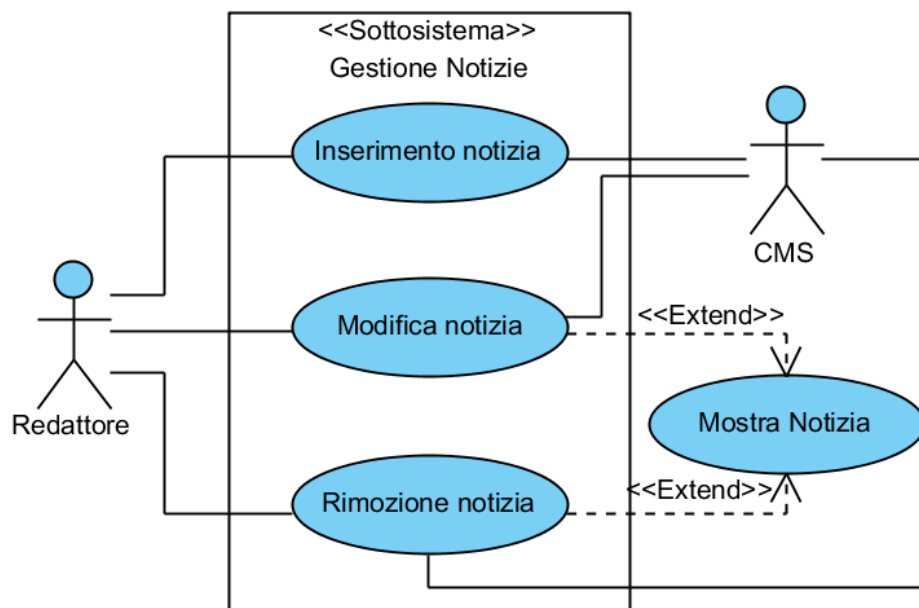 <<Sottosistema>>
Gestione Notizie
Inserimento notizia
CMS
Modifica notizia
<<Extend>>
Redattore
Mostra Notizia
Rimozione notizia
<<Extend>>